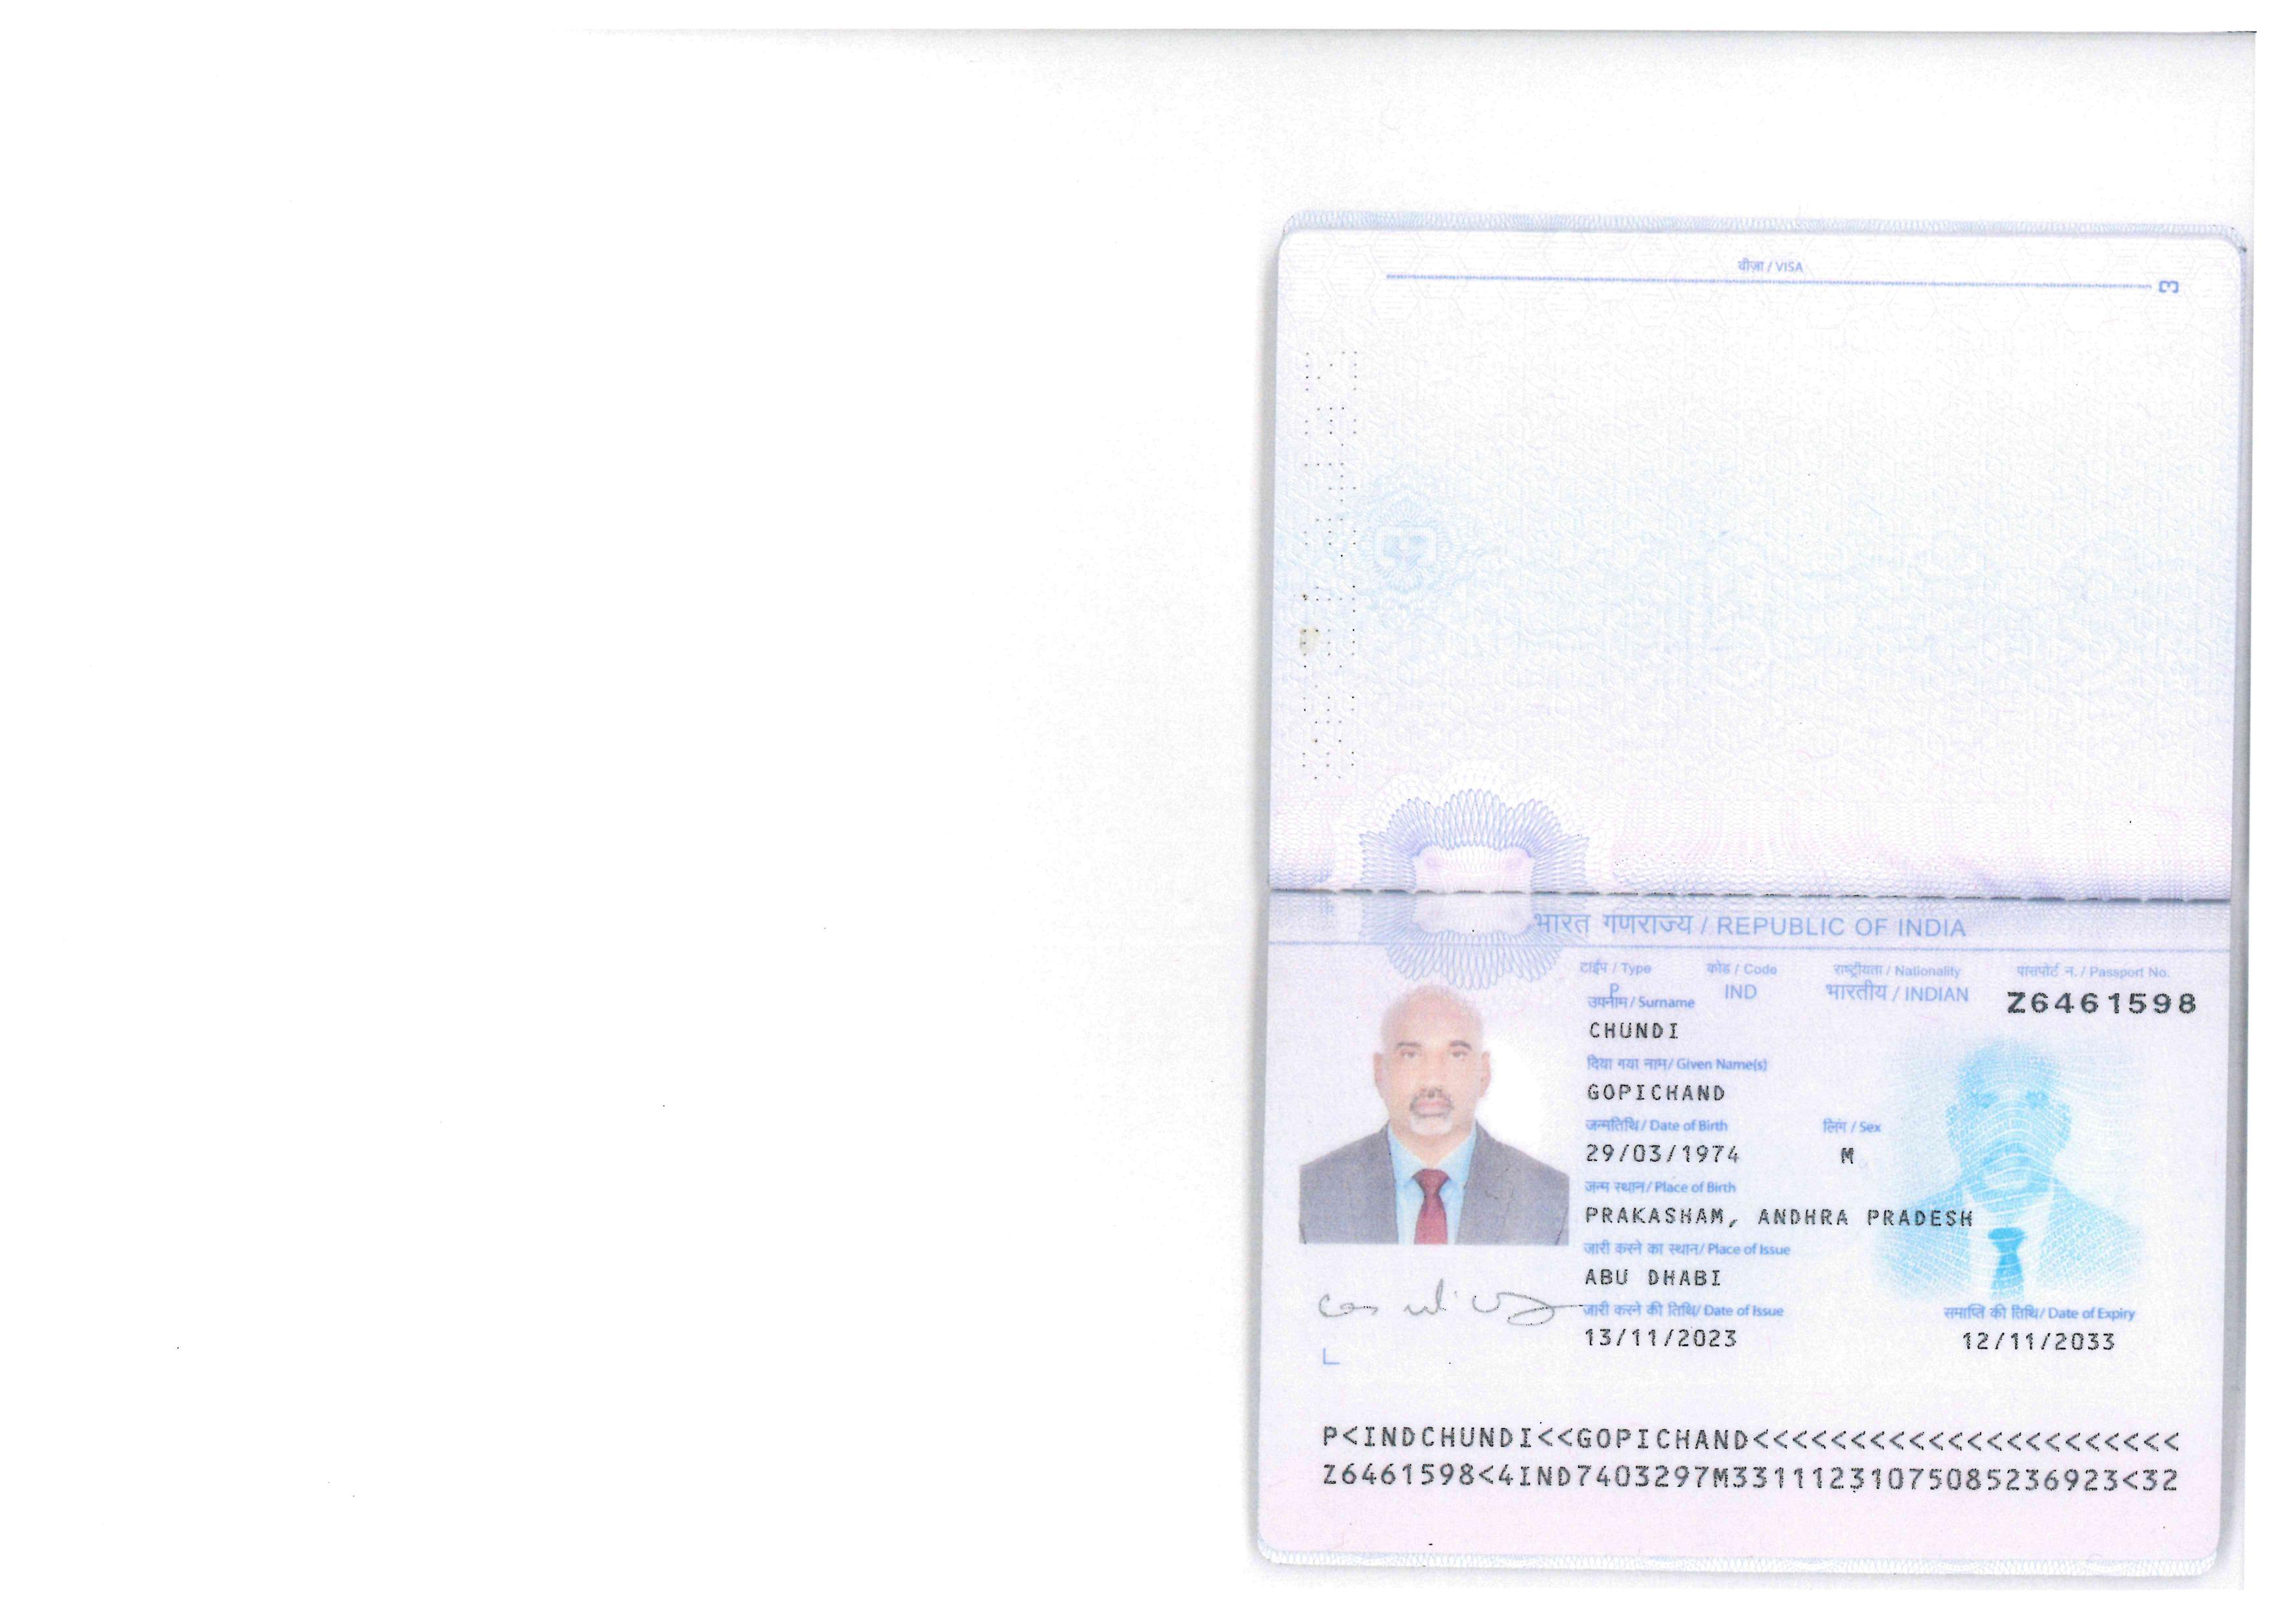 वीज़ा / VISA
3
भारत गणराज्य / REPUBLIC OF INDIA
टाईप / Type कोड / Code राष्ट्रीयता / Nationality पासपोर्ट न. / Passport No.
P IND भारतीय / INDIAN Z6461598
उपनाम / Surname
CHUNDI
दिया गया नाम / Given Name(s)
GOPICHAND
जन्मतिथि / Date of Birth लिंग / Sex
29/03/1974 M
जन्म स्थान / Place of Birth
PRAKASHAM, ANDHRA PRADESH
जारी करने का स्थान / Place of Issue
ABU DHABI
जारी करने की तिथि / Date of Issue समाप्ति की तिथि / Date of Expiry
13/11/2023 12/11/2033
P<INDCHUNDI<<GOPICHAND<<<<<<<<<<<<<<<<<<<<<<
Z6461598<4IND7403297M33111231075085236923<32